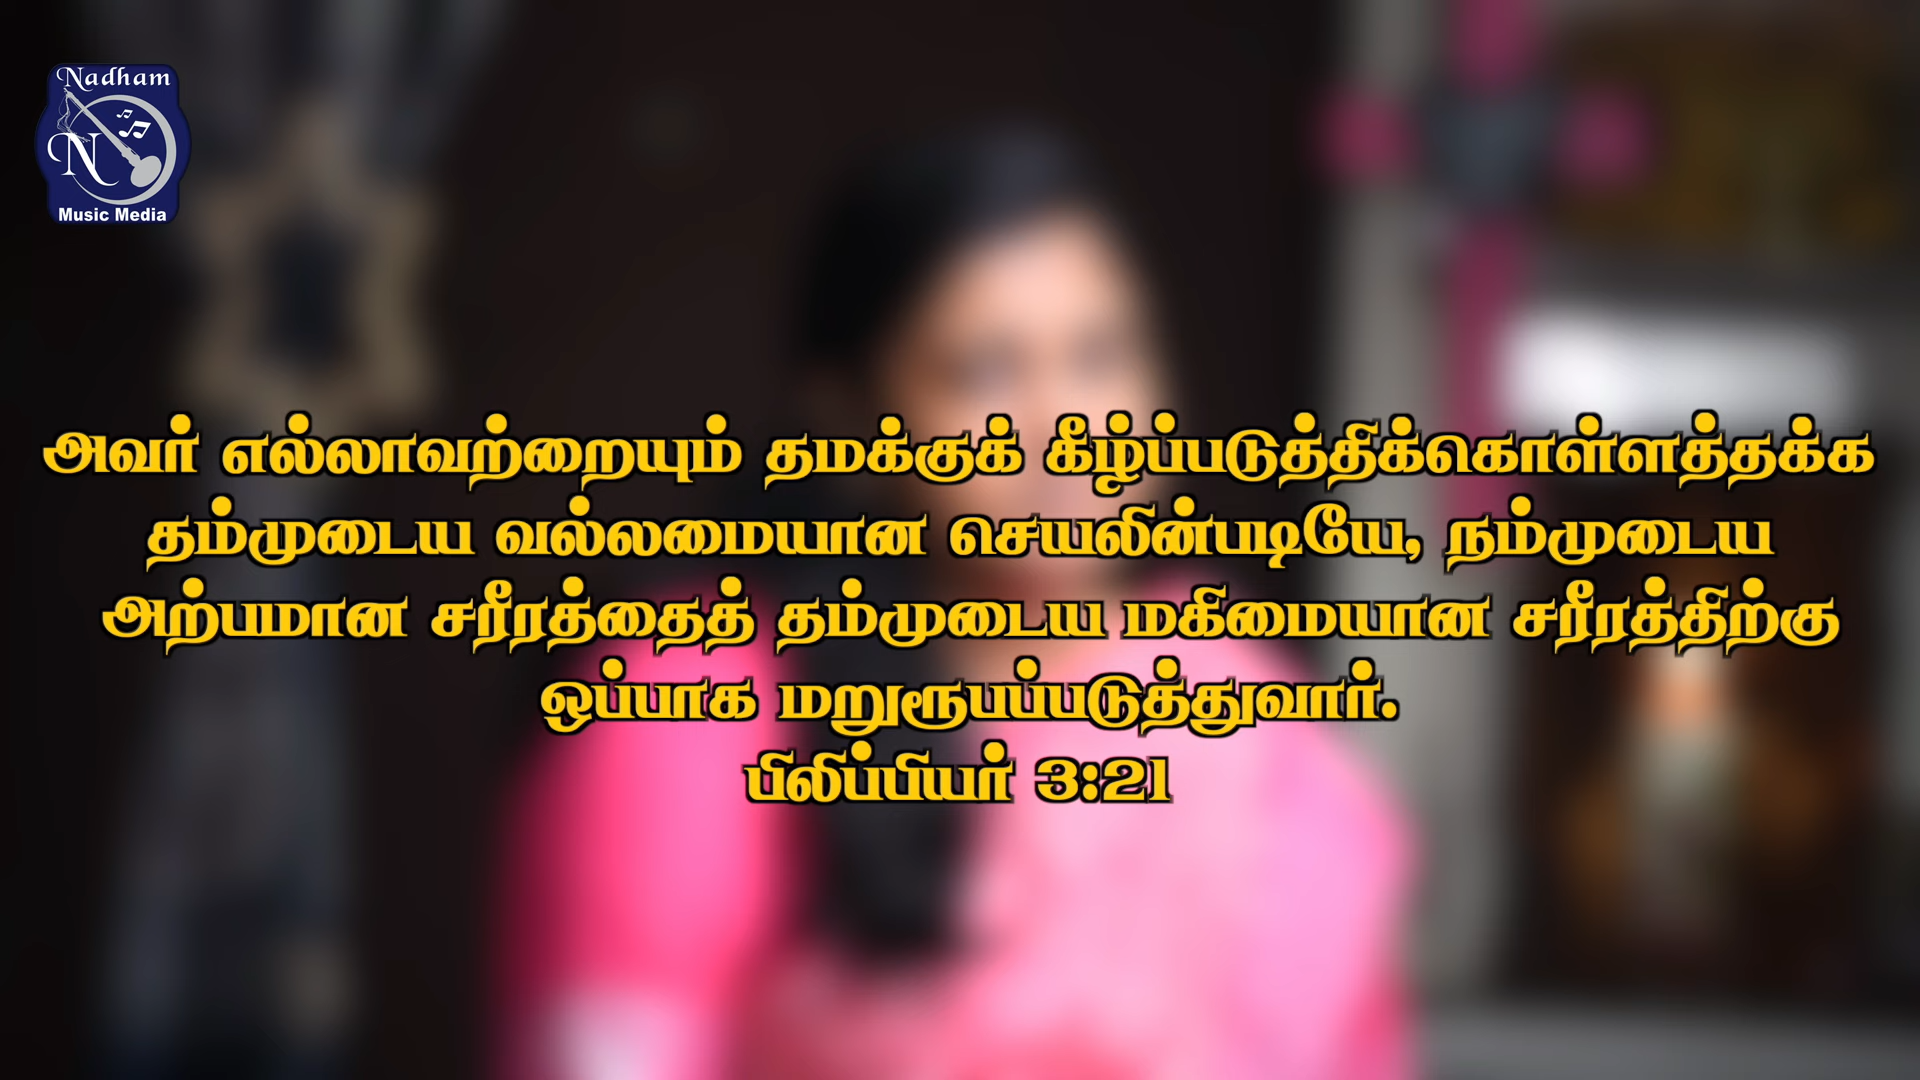 Nadham
N
Music Media
அவர் எல்லாவற்றையும் தமக்குக் கீழ்ப்படுத்திக்கொள்ளத்தக்க
தம்முடைய வல்லமையான செயலின்படியே, நம்முடைய
அற்பமான சரீரத்தைத் தம்முடைய மகிமையான சரீரத்திற்கு
ஒப்பாக மறுரூபப்படுத்துவார்.
பிலிப்பியர் 3:21